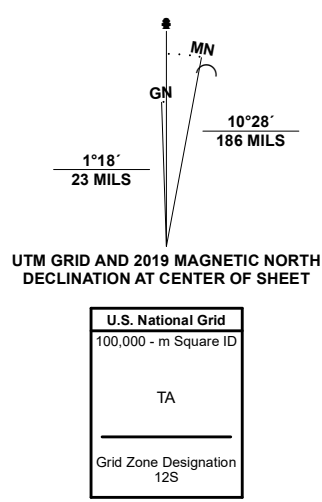 MN
GN
10°28´
186 MILS
1°18´
23 MILS
UTM GRID AND 2019 MAGNETIC NORTH
DECLINATION AT CENTER OF SHEET
U.S. National Grid
100,000 - m Square ID
TA
Grid Zone Designation
12S